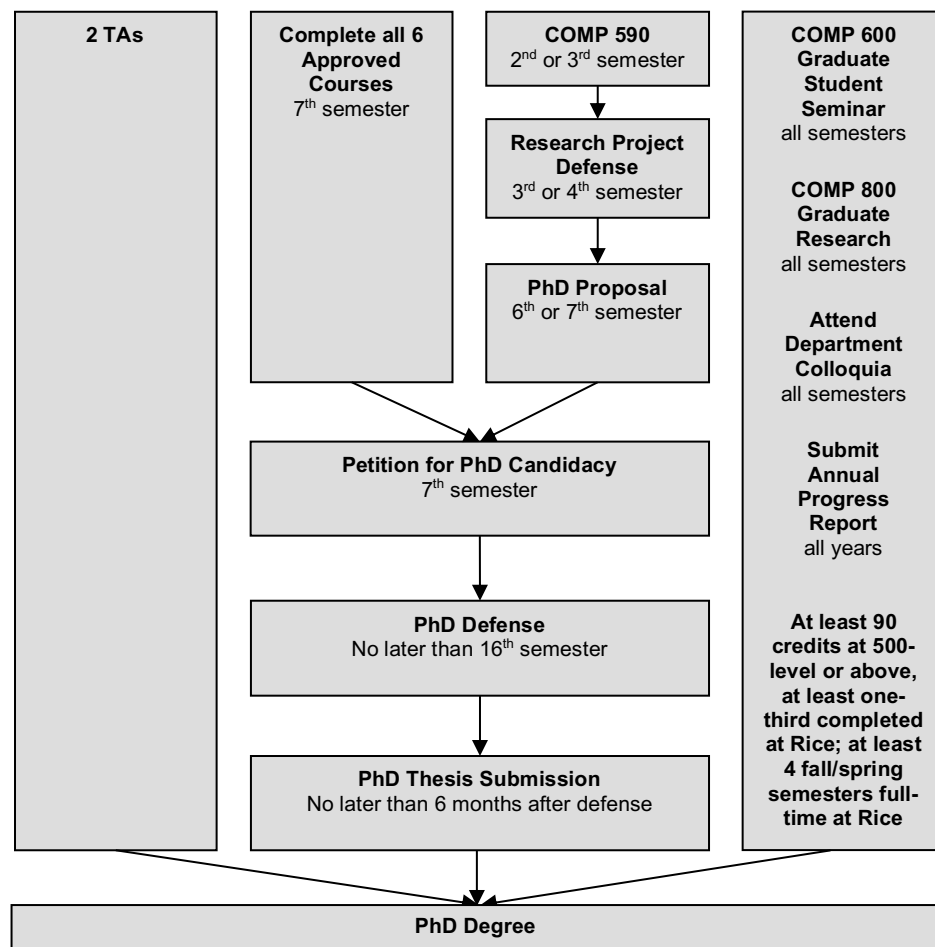 2 TAs
Complete all 6
Approved
Courses
7th semester
COMP 590
2nd or 3rd semester
Research Project
Defense
3rd or 4th semester
PhD Proposal
6th or 7th semester
COMP 600
Graduate
Student
Seminar
all semesters
COMP 800
Graduate
Research
all semesters
Attend
Department
Colloquia
all semesters
Submit
Annual
Progress
Report
all years
At least 90
credits at 500-
level or above,
at least one-
third completed
at Rice; at least
4 fall/spring
semesters full-
time at Rice
Petition for PhD Candidacy
7th semester
PhD Defense
No later than 16th semester
PhD Thesis Submission
No later than 6 months after defense
PhD Degree